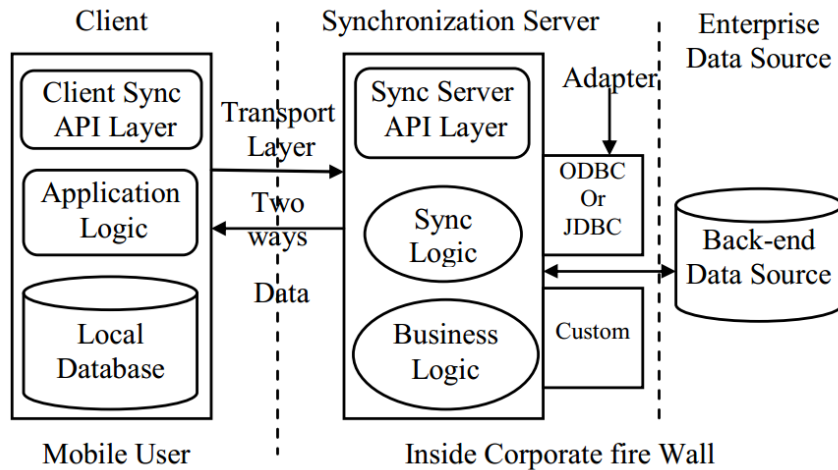 Client
Synchronization Server
Enterprise
Data Source
Client Sync
API Layer
Transport
Layer
Sync Server
API Layer
Adapter
Application
Logic
Two
ways
Data
Sync
Logic
ODBC
Or
JDBC
Back-end
Data Source
Local
Database
Business
Logic
Custom
Mobile User
Inside Corporate fire Wall